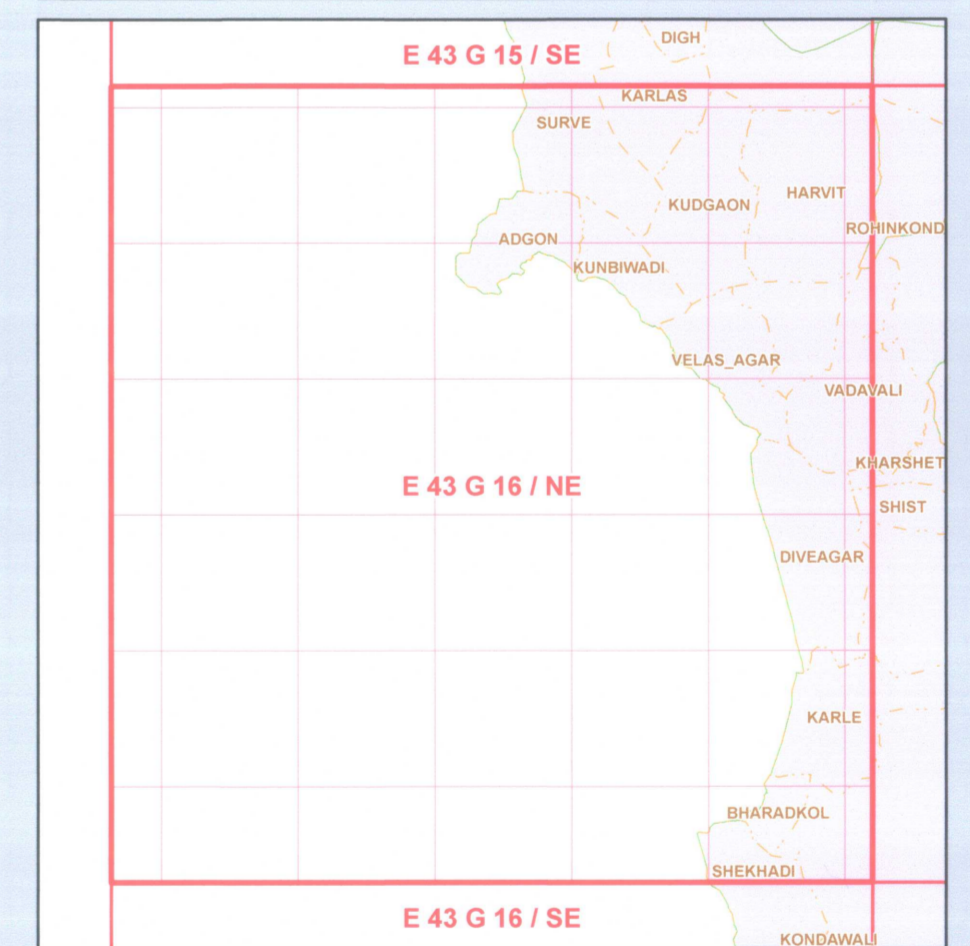 DIGH
E 43 G 15 / SE
KARLAS
SURVE
HARVIT
KUDGAON
ROHINKOND
ADGON
KUNBIWADI
VELAS_AGAR
VADAVALI
KHARSHET
E 43 G 16 / NE
SHIST
DIVEAGAR
KARLE
BHARADKOL
SHEKHADI
E 43 G 16 / SE
KONDAWALI